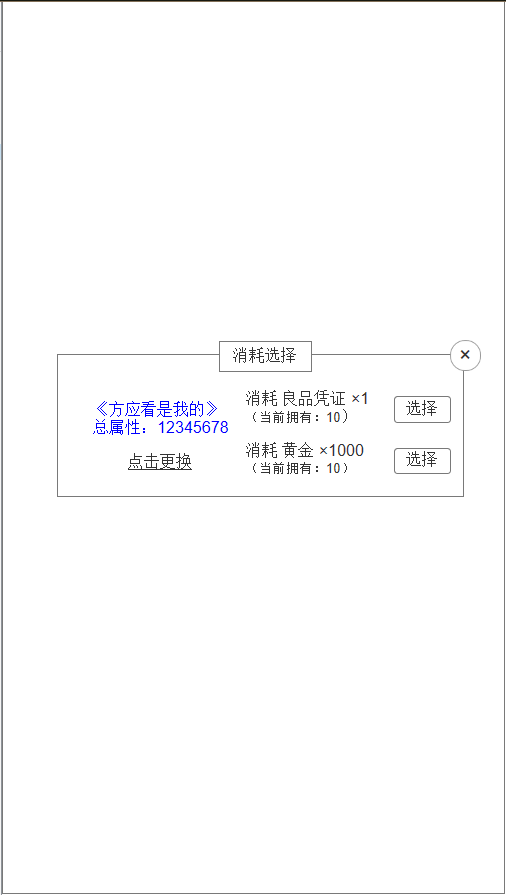 消耗选择
×
《方应看是我的》
总属性：12345678
点击更换
消耗 良品凭证 ×1
（当前拥有：10）
选择
消耗 黄金 ×1000
（当前拥有：10）
选择